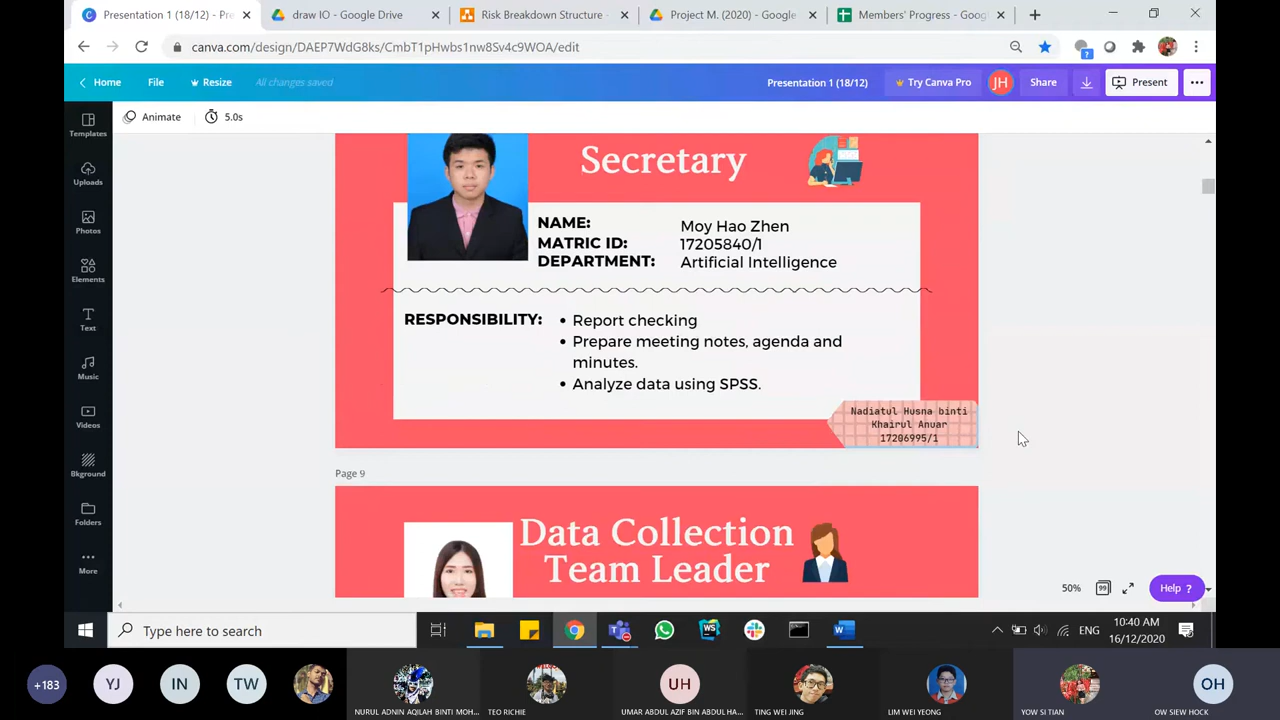 Presentation 1 (18/12) - Pre
draw IO - Google Drive
Risk Breakdown Structure -
Project M. (2020) - Google
Members' Progress - Goog
canva.com/design/DAEP7WdG8ks/CmbT1pHwbs1nw8Sv4c9WOA/edit
Home
File
Resize
All changes saved
Presentation 1 (18/12)
Try Canva Pro
JH
Share
Present
Animate
5.0s
Templates
Uploads
Photos
Elements
Text
Music
Videos
Bkground
Folders
More
Secretary
NAME: Moy Hao Zhen
MATRIC ID: 17205840/1
DEPARTMENT: Artificial Intelligence
RESPONSIBILITY: • Report checking
• Prepare meeting notes, agenda and
minutes.
• Analyze data using SPSS.
Nadiatul Husna binti
Khairul Anuar
17206995/1
Page 9
Data Collection
Team Leader
50%
99
Help ?
Type here to search
ENG
10:40 AM
16/12/2020
+183
YJ
IN
TW
NURUL ADNIN AQILAH BINTI MOH...
TEO RICHIE
UH
UMAR ABDUL AZIF BIN ABDUL HA...
TING WEI JING
LIM WEI YEONG
YOW SI TIAN
OH
OW SIEW HOCK